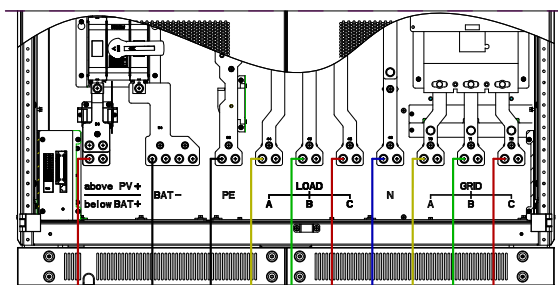 above PV+
below BAT+
BAT-
PE
LOAD
A B C
N
GRID
A B C